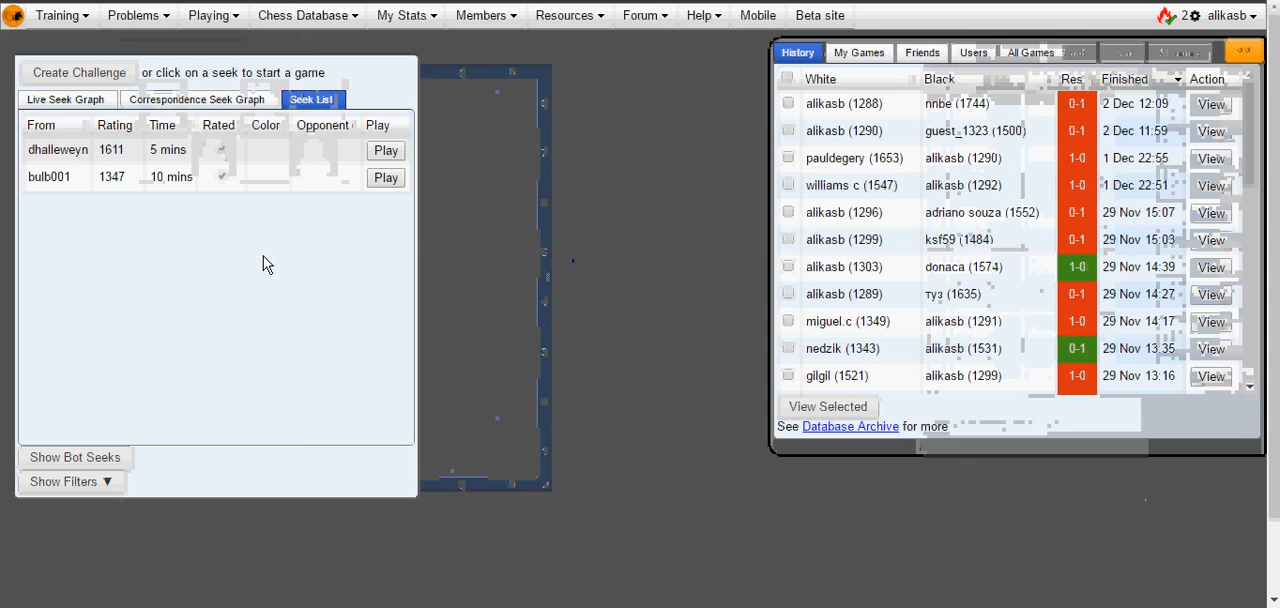 Training Problems Playing Chess Database My Stats Members Resources Forum Help Mobile Beta site 2 alikasb
Create Challenge or click on a seek to start a game
Live Seek Graph Correspondence Seek Graph Seek List
From Rating Time Rated Color Opponent Play
dhalleweyn 1611 5 mins Play
bulb001 1347 10 mins Play
Show Bot Seeks
Show Filters ▼
History My Games Friends Users All Games
White Black Res Finished Action
alikasb (1288) nnbe (1744) 0-1 2 Dec 12:09 View
alikasb (1290) guest_1323 (1500) 0-1 2 Dec 11:59 View
pauldegery (1653) alikasb (1290) 1-0 1 Dec 22:55 View
williams c (1547) alikasb (1292) 1-0 1 Dec 22:51 View
alikasb (1296) adriano souza (1552) 0-1 29 Nov 15:07 View
alikasb (1299) ksf59 (1484) 0-1 29 Nov 15:03 View
alikasb (1303) donaca (1574) 1-0 29 Nov 14:39 View
alikasb (1289) туз (1635) 0-1 29 Nov 14:27 View
miguel.c (1349) alikasb (1291) 1-0 29 Nov 14:17 View
nedzik (1343) alikasb (1531) 0-1 29 Nov 13:35 View
gilgil (1521) alikasb (1299) 1-0 29 Nov 13:16 View
View Selected
See Database Archive for more